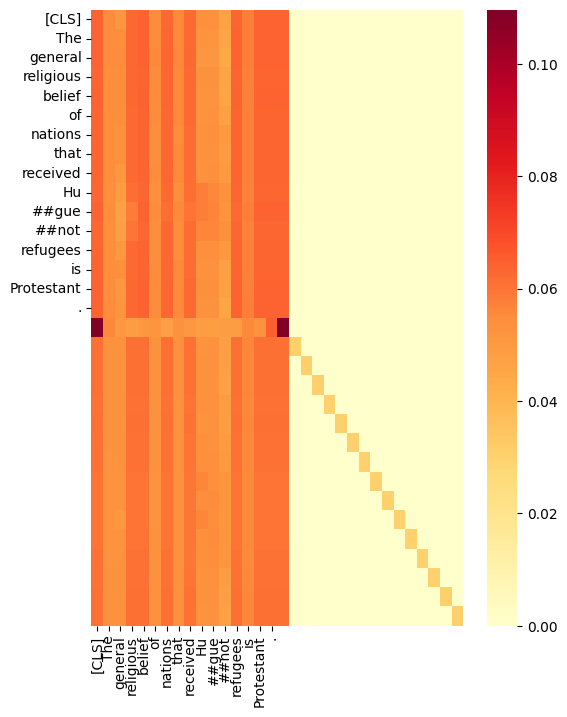 [CLS]
The
general
religious
belief
of
nations
that
received
Hu
##gue
##not
refugees
is
Protestant
.
0.10
0.08
0.06
0.04
0.02
0.00
[CLS]
The
general
religious
belief
of
nations
that
received
Hu
##gue
##not
refugees
is
Protestant
.